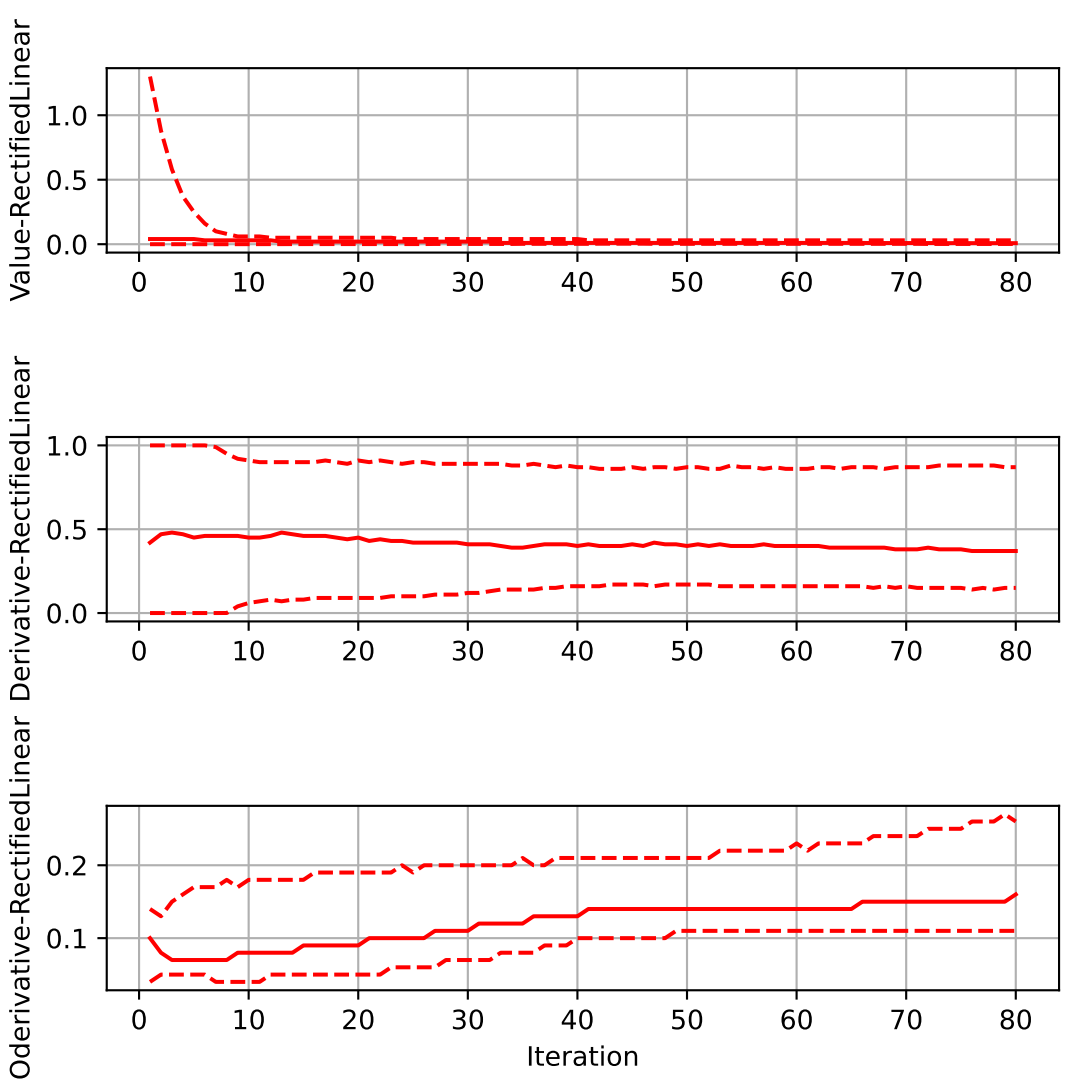 Value-RectifiedLinear
1.0
0.5
0.0
0 10 20 30 40 50 60 70 80
Derivative-RectifiedLinear
1.0
0.5
0.0
0 10 20 30 40 50 60 70 80
Oderivative-RectifiedLinear
0.2
0.1
0 10 20 30 40 50 60 70 80
Iteration